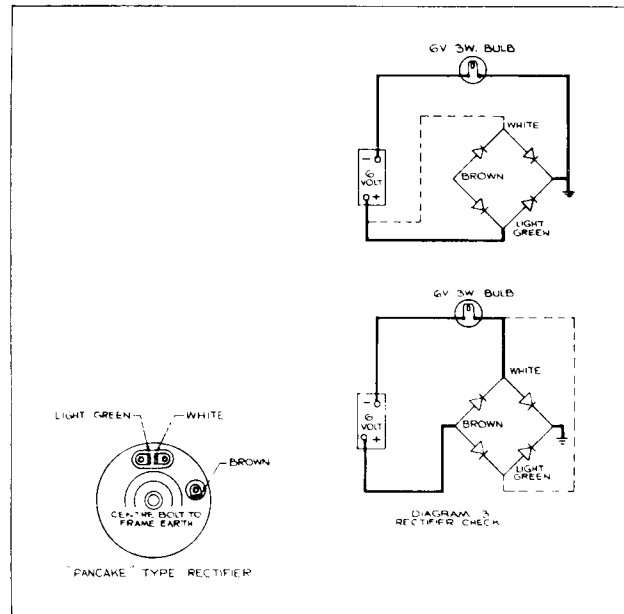 6V 3W. BULB
WHITE
-
6
VOLT
+
BROWN
LIGHT
GREEN
6V 3W BULB
WHITE
-
6
VOLT
+
BROWN
LIGHT
GREEN
DIAGRAM 3
RECTIFIER CHECK
LIGHT GREEN
WHITE
BROWN
CENTRE BOLT TO
FRAME EARTH
"PANCAKE" TYPE RECTIFIER